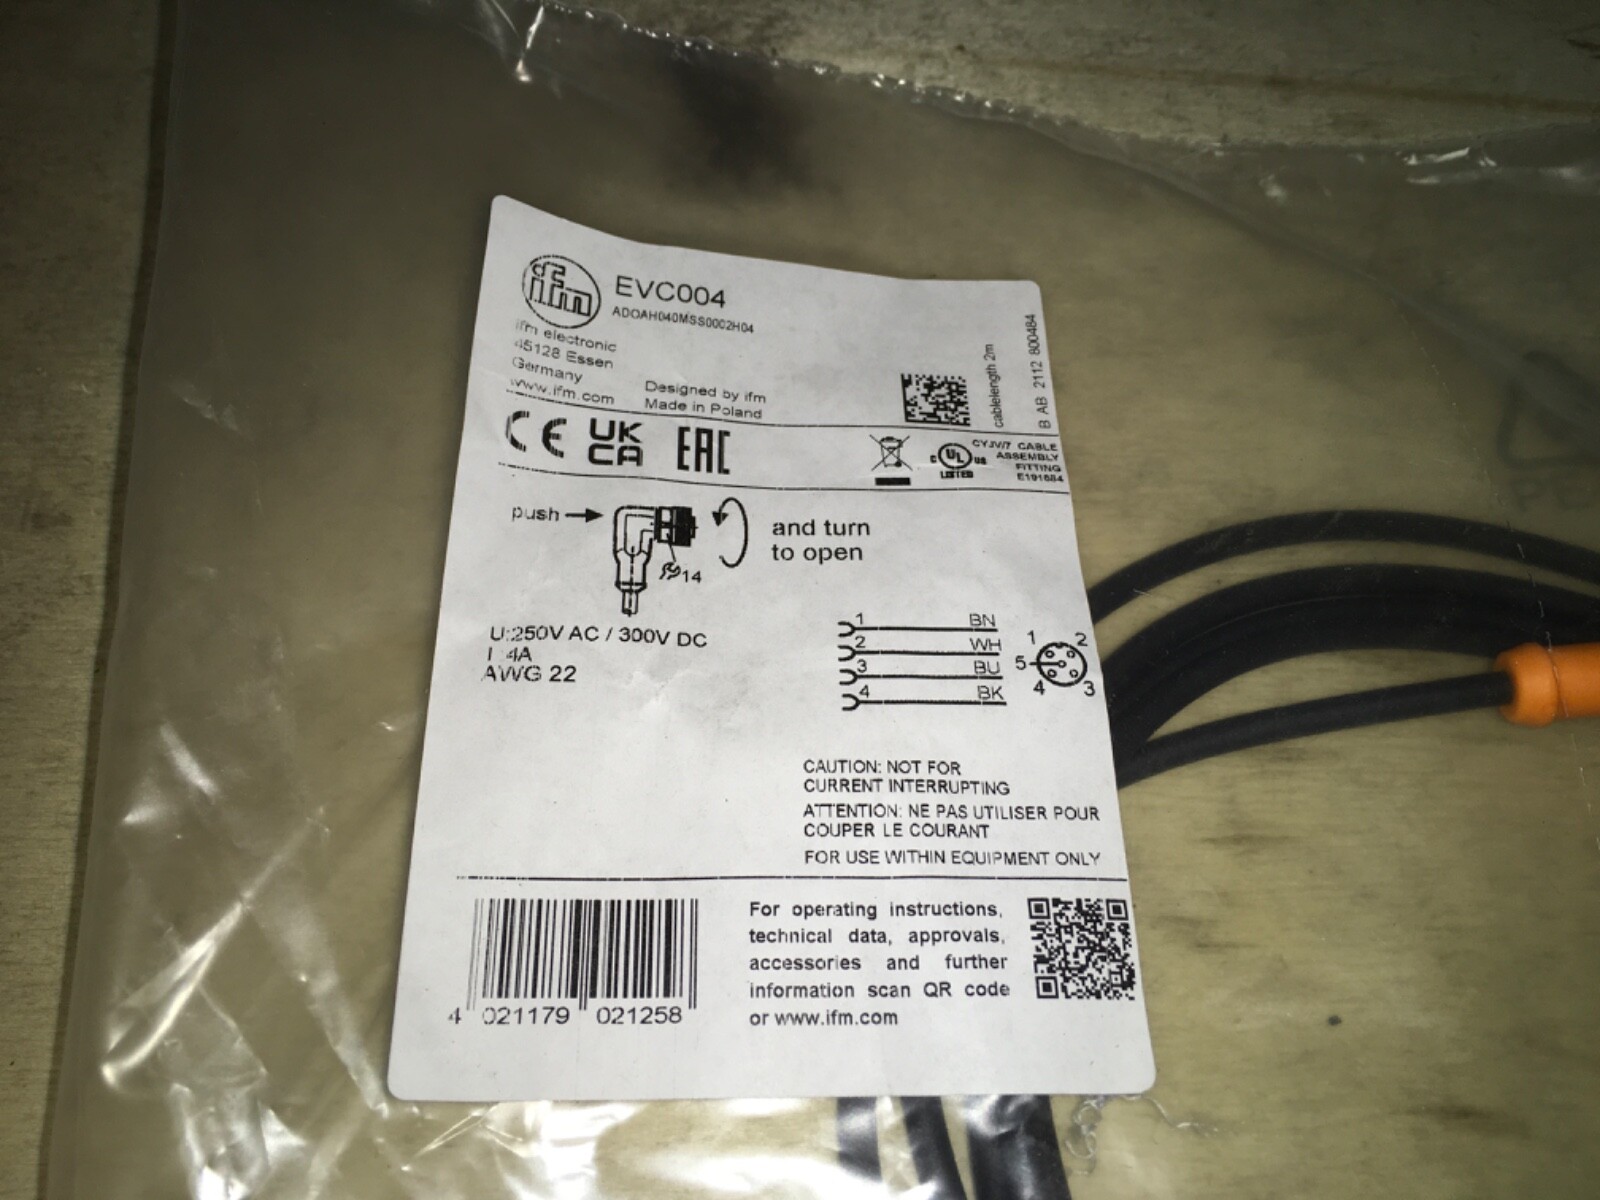 ifm
EVC004
ADOAH040MSS0002H04
ifm electronic
45128 Essen
Germany
www.ifm.com
Designed by ifm
Made in Poland
cablelength 2m
B AB 2112 800484
CE UK CA EAC
c UL us
LISTED
CYJV/7 CABLE
ASSEMBLY
FITTING
E191684
push
14
and turn
to open
U:250V AC / 300V DC
I 4A
AWG 22
1 BN
2 WH
3 BU
4 BK
1 2
5
4 3
CAUTION: NOT FOR
CURRENT INTERRUPTING
ATTENTION: NE PAS UTILISER POUR
COUPER LE COURANT
FOR USE WITHIN EQUIPMENT ONLY
4 021179 021258
For operating instructions,
technical data, approvals,
accessories and further
information scan QR code
or www.ifm.com